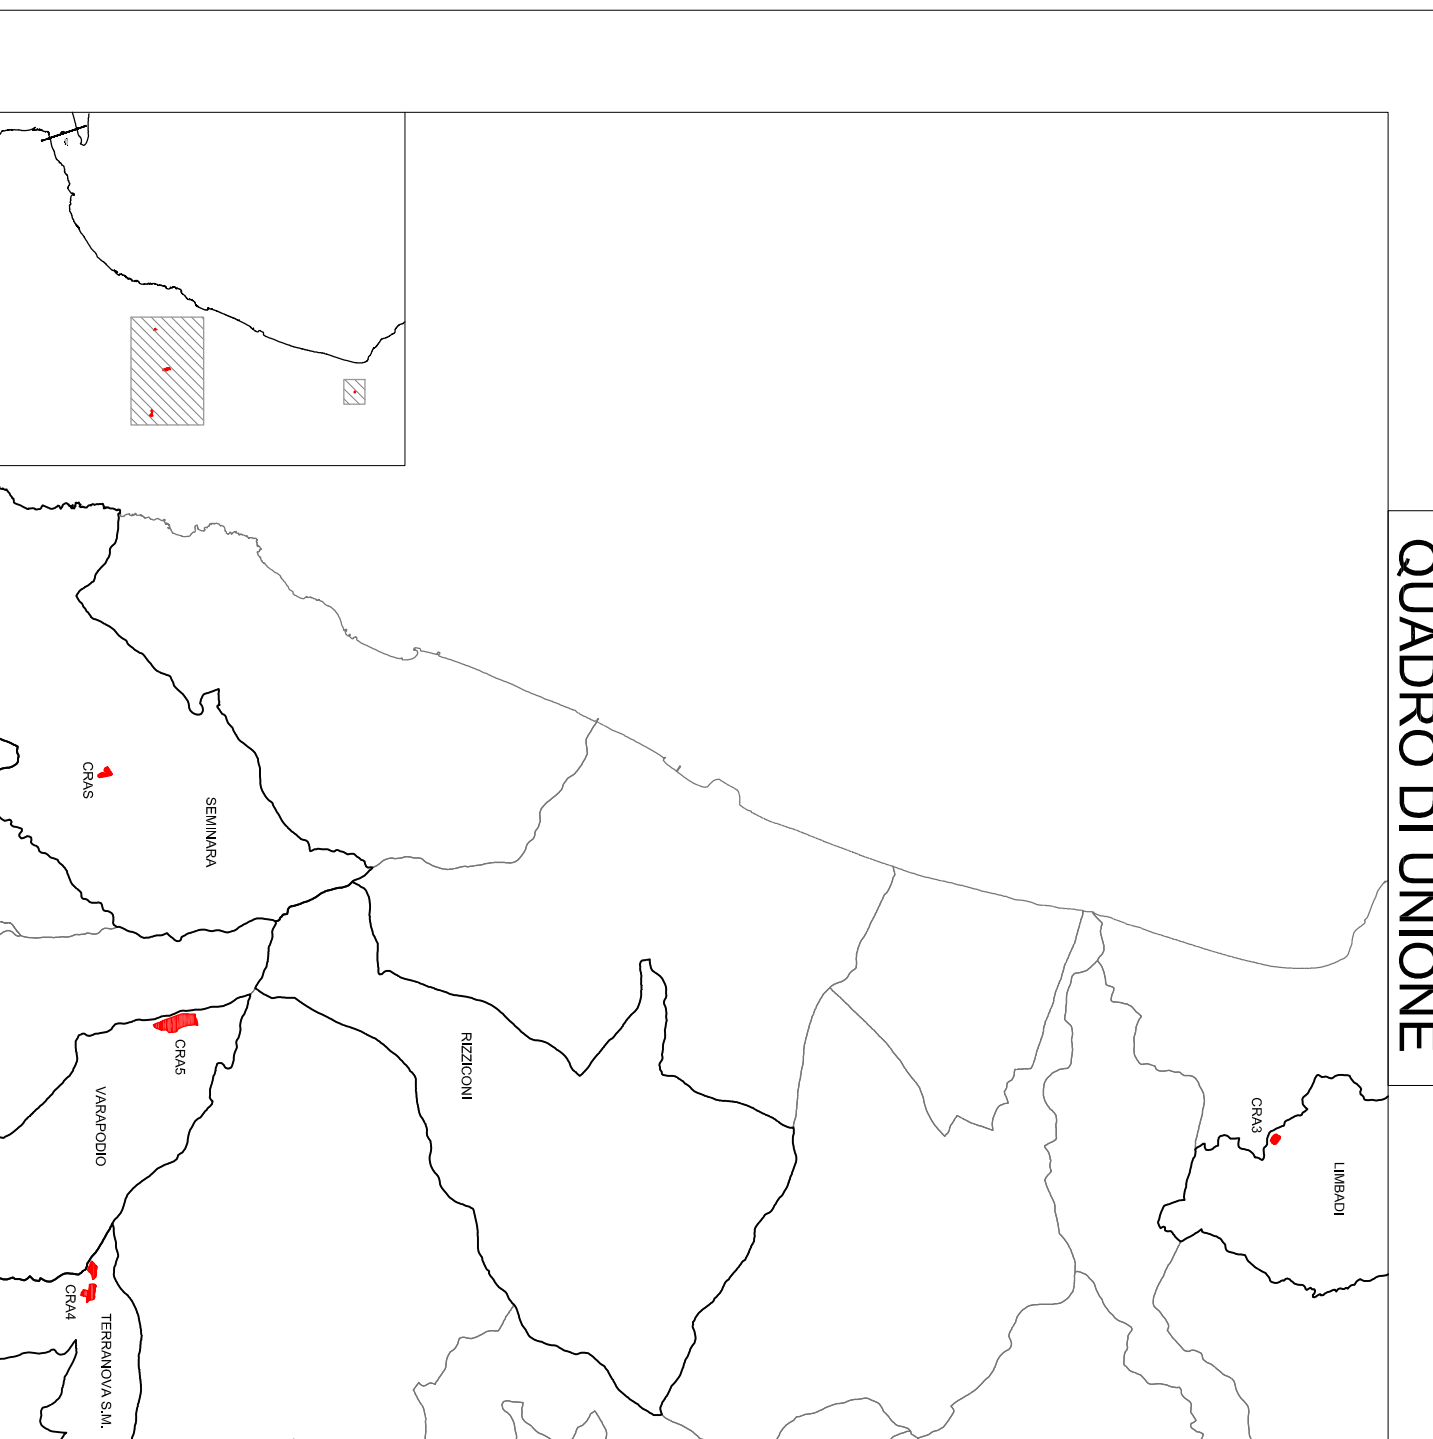 QUADRO DI UNIONE
CRA3
LIMBADI
RIZZICONI
SEMINARA
CRAS
CRA5
VARAPODIO
CRA4
TERRANOVA S.M.